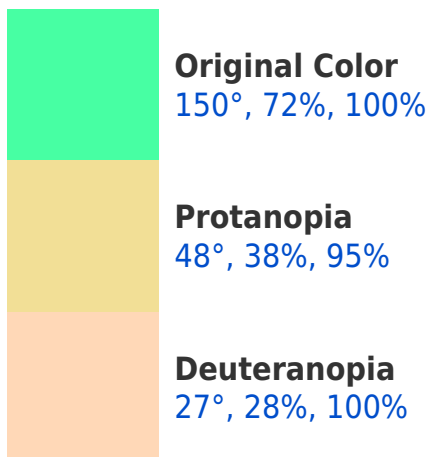 Original Color
150°, 72%, 100%
Protanopia
48°, 38%, 95%
Deuteranopia
27°, 28%, 100%